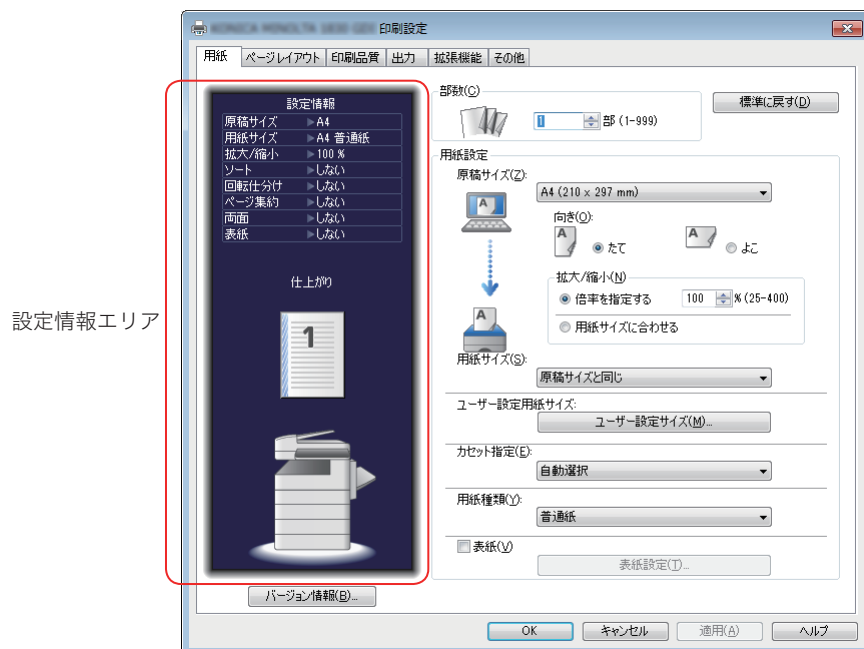 印刷設定
用紙 ページレイアウト 印刷品質 出力 拡張機能 その他
設定情報エリア
設定情報
原稿サイズ ▶A4
用紙サイズ ▶A4 普通紙
拡大/縮小 ▶100 %
ソート ▶しない
回転仕分け ▶しない
ページ集約 ▶しない
両面 ▶しない
表紙 ▶しない
仕上がり
1
バージョン情報(B)...
部数(C)
1 部 (1-999)
標準に戻す(D)
用紙設定
原稿サイズ(Z):
A4 (210 x 297 mm)
向き(O):
A たて A よこ
A
拡大/縮小(N)
倍率を指定する 100 % (25-400)
用紙サイズに合わせる
A
用紙サイズ(S):
原稿サイズと同じ
ユーザー設定用紙サイズ:
ユーザー設定サイズ(M)...
カセット指定(E):
自動選択
用紙種類(Y):
普通紙
表紙(V)
表紙設定(T)...
OK キャンセル 適用(A) ヘルプ